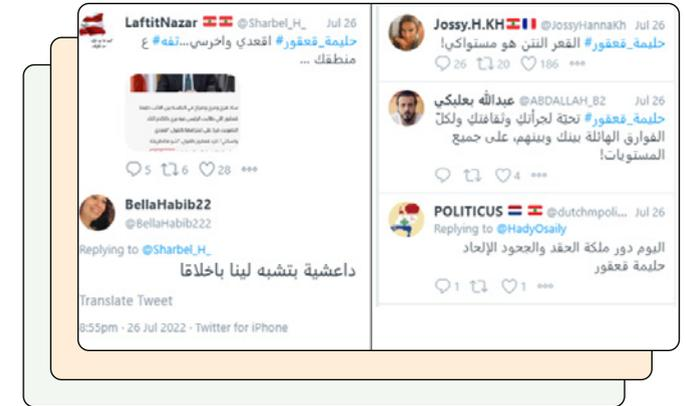 LaftitNazar @Sharbel_H_ Jul 26
#حليمة_قعقور اقعدي واخرسي...#تفه ع
منطقك ...
5 6 28
BellaHabib22
@BellaHabib222
Replying to @Sharbel_H_
داعشية بتشبه لينا باخلاقا
Translate Tweet
8:55pm · 26 Jul 2022 · Twitter for iPhone
Jossy.H.KH @JossyHannaKh Jul 26
#حليمة_قعقور القعر النتن هو مستواكي!
26 20 186
عبدالله بعلبكي @ABDALLAH_B2 Jul 26
#حليمة_قعقور تحيّة لجرأتكِ وثقافتكِ ولكلّ
الفوارق الهائلة بينك وبينهم، على جميع
المستويات!
4
POLITICUS @dutchmpoli... Jul 26
Replying to @HadyOsaily
اليوم دور ملكة الحقد والجحود الإلحاد
حليمة قعقور
1 1